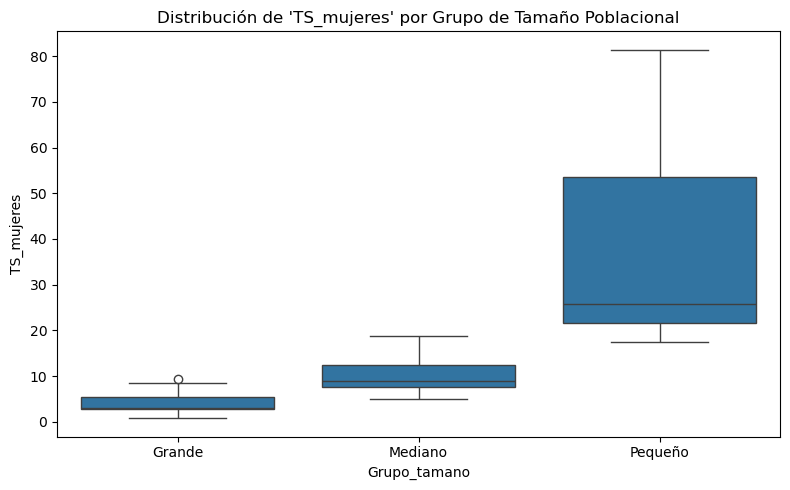 Distribución de 'TS_mujeres' por Grupo de Tamaño Poblacional
80
70
60
50
40
30
20
10
0
TS_mujeres
Grande Mediano Pequeño
Grupo_tamano